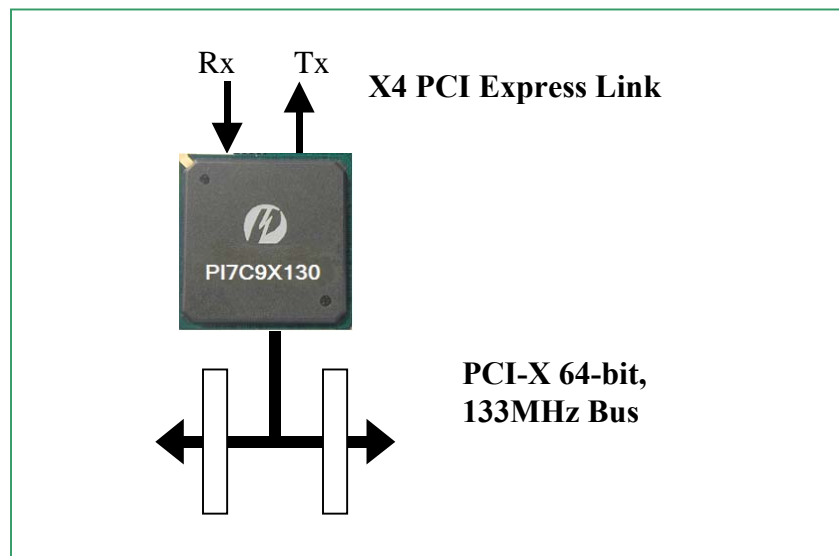 Rx Tx
X4 PCI Express Link
PI7C9X130
PCI-X 64-bit,
133MHz Bus